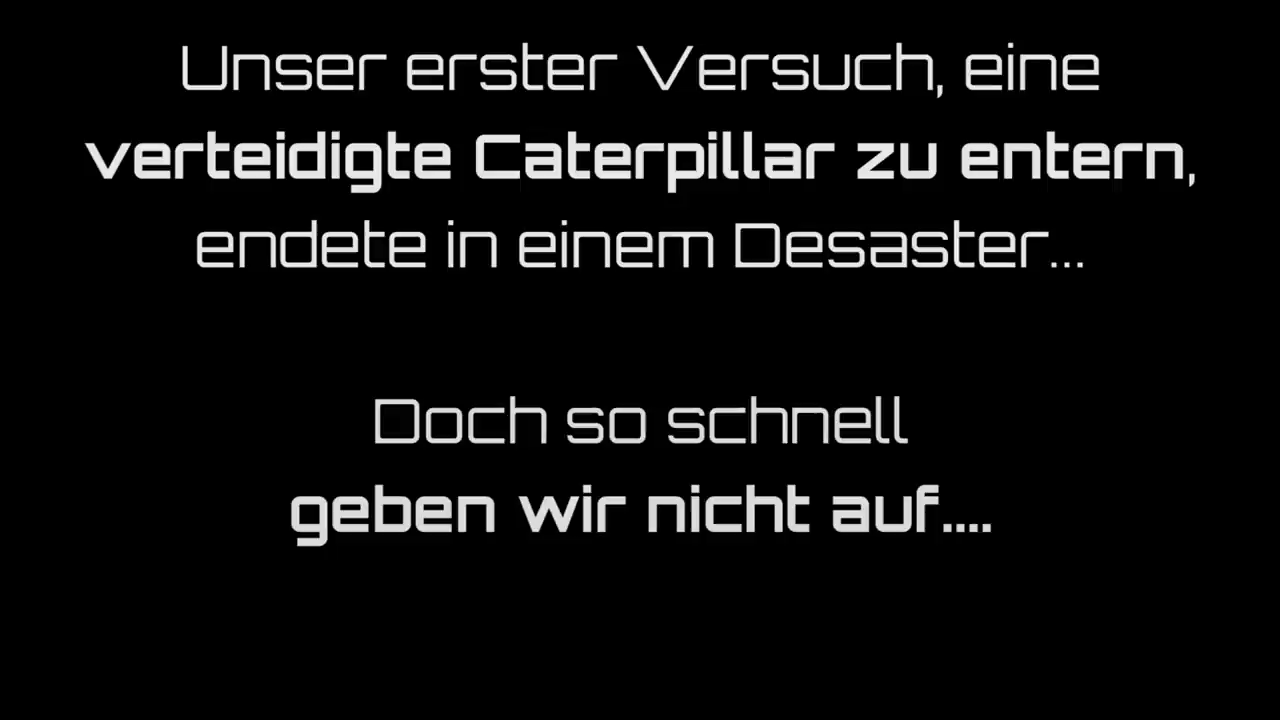 Unser erster Versuch, eine
verteidigte Caterpillar zu entern,
endete in einem Desaster...
Doch so schnell
geben wir nicht auf....